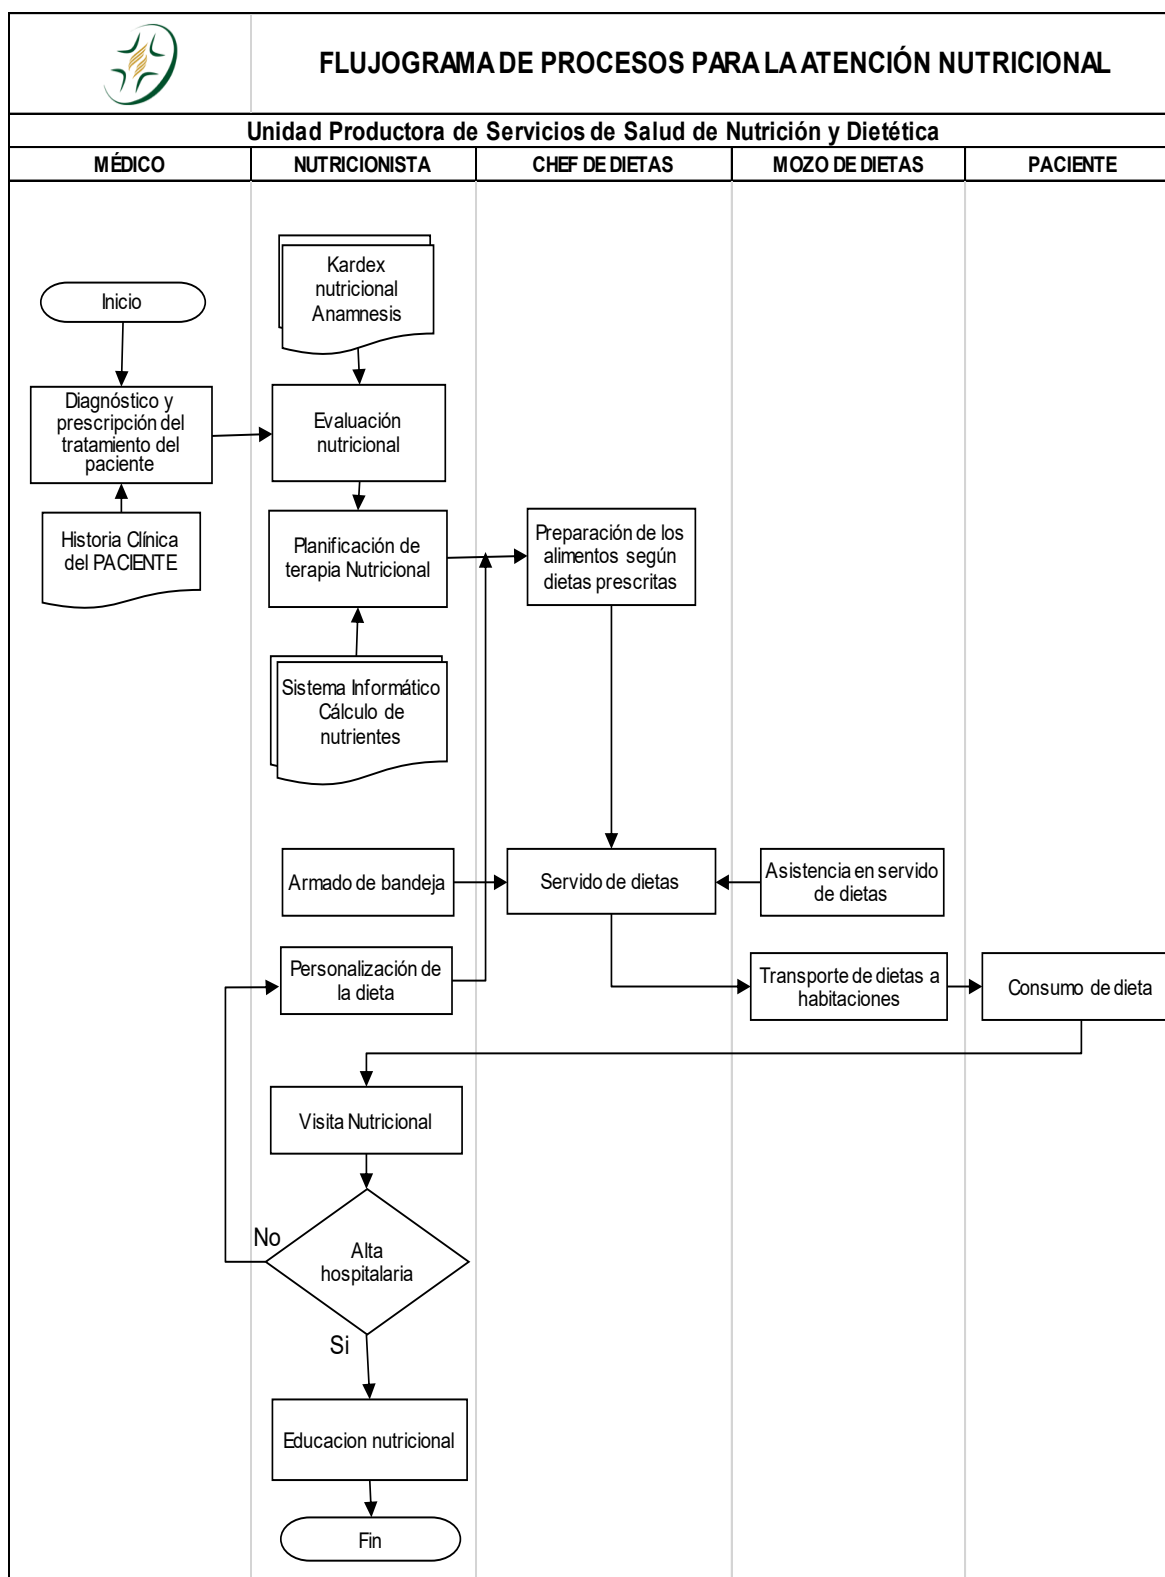 FLUJOGRAMA DE PROCESOS PARA LA ATENCIÓN NUTRICIONAL
Unidad Productora de Servicios de Salud de Nutrición y Dietética
MÉDICO
NUTRICIONISTA
CHEF DE DIETAS
MOZO DE DIETAS
PACIENTE
Kardex
nutricional
Anamnesis
Inicio
Diagnóstico y
prescripción del
tratamiento del
paciente
Evaluación
nutricional
Historia Clínica
del PACIENTE
Planificación de
terapia Nutricional
Preparación de los
alimentos según
dietas prescritas
Sistema Informático
Cálculo de
nutrientes
Armado de bandeja
Servido de dietas
Asistencia en servido
de dietas
Personalización de
la dieta
Transporte de dietas a
habitaciones
Consumo de dieta
Visita Nutricional
No
Alta
hospitalaria
Si
Educacion nutricional
Fin